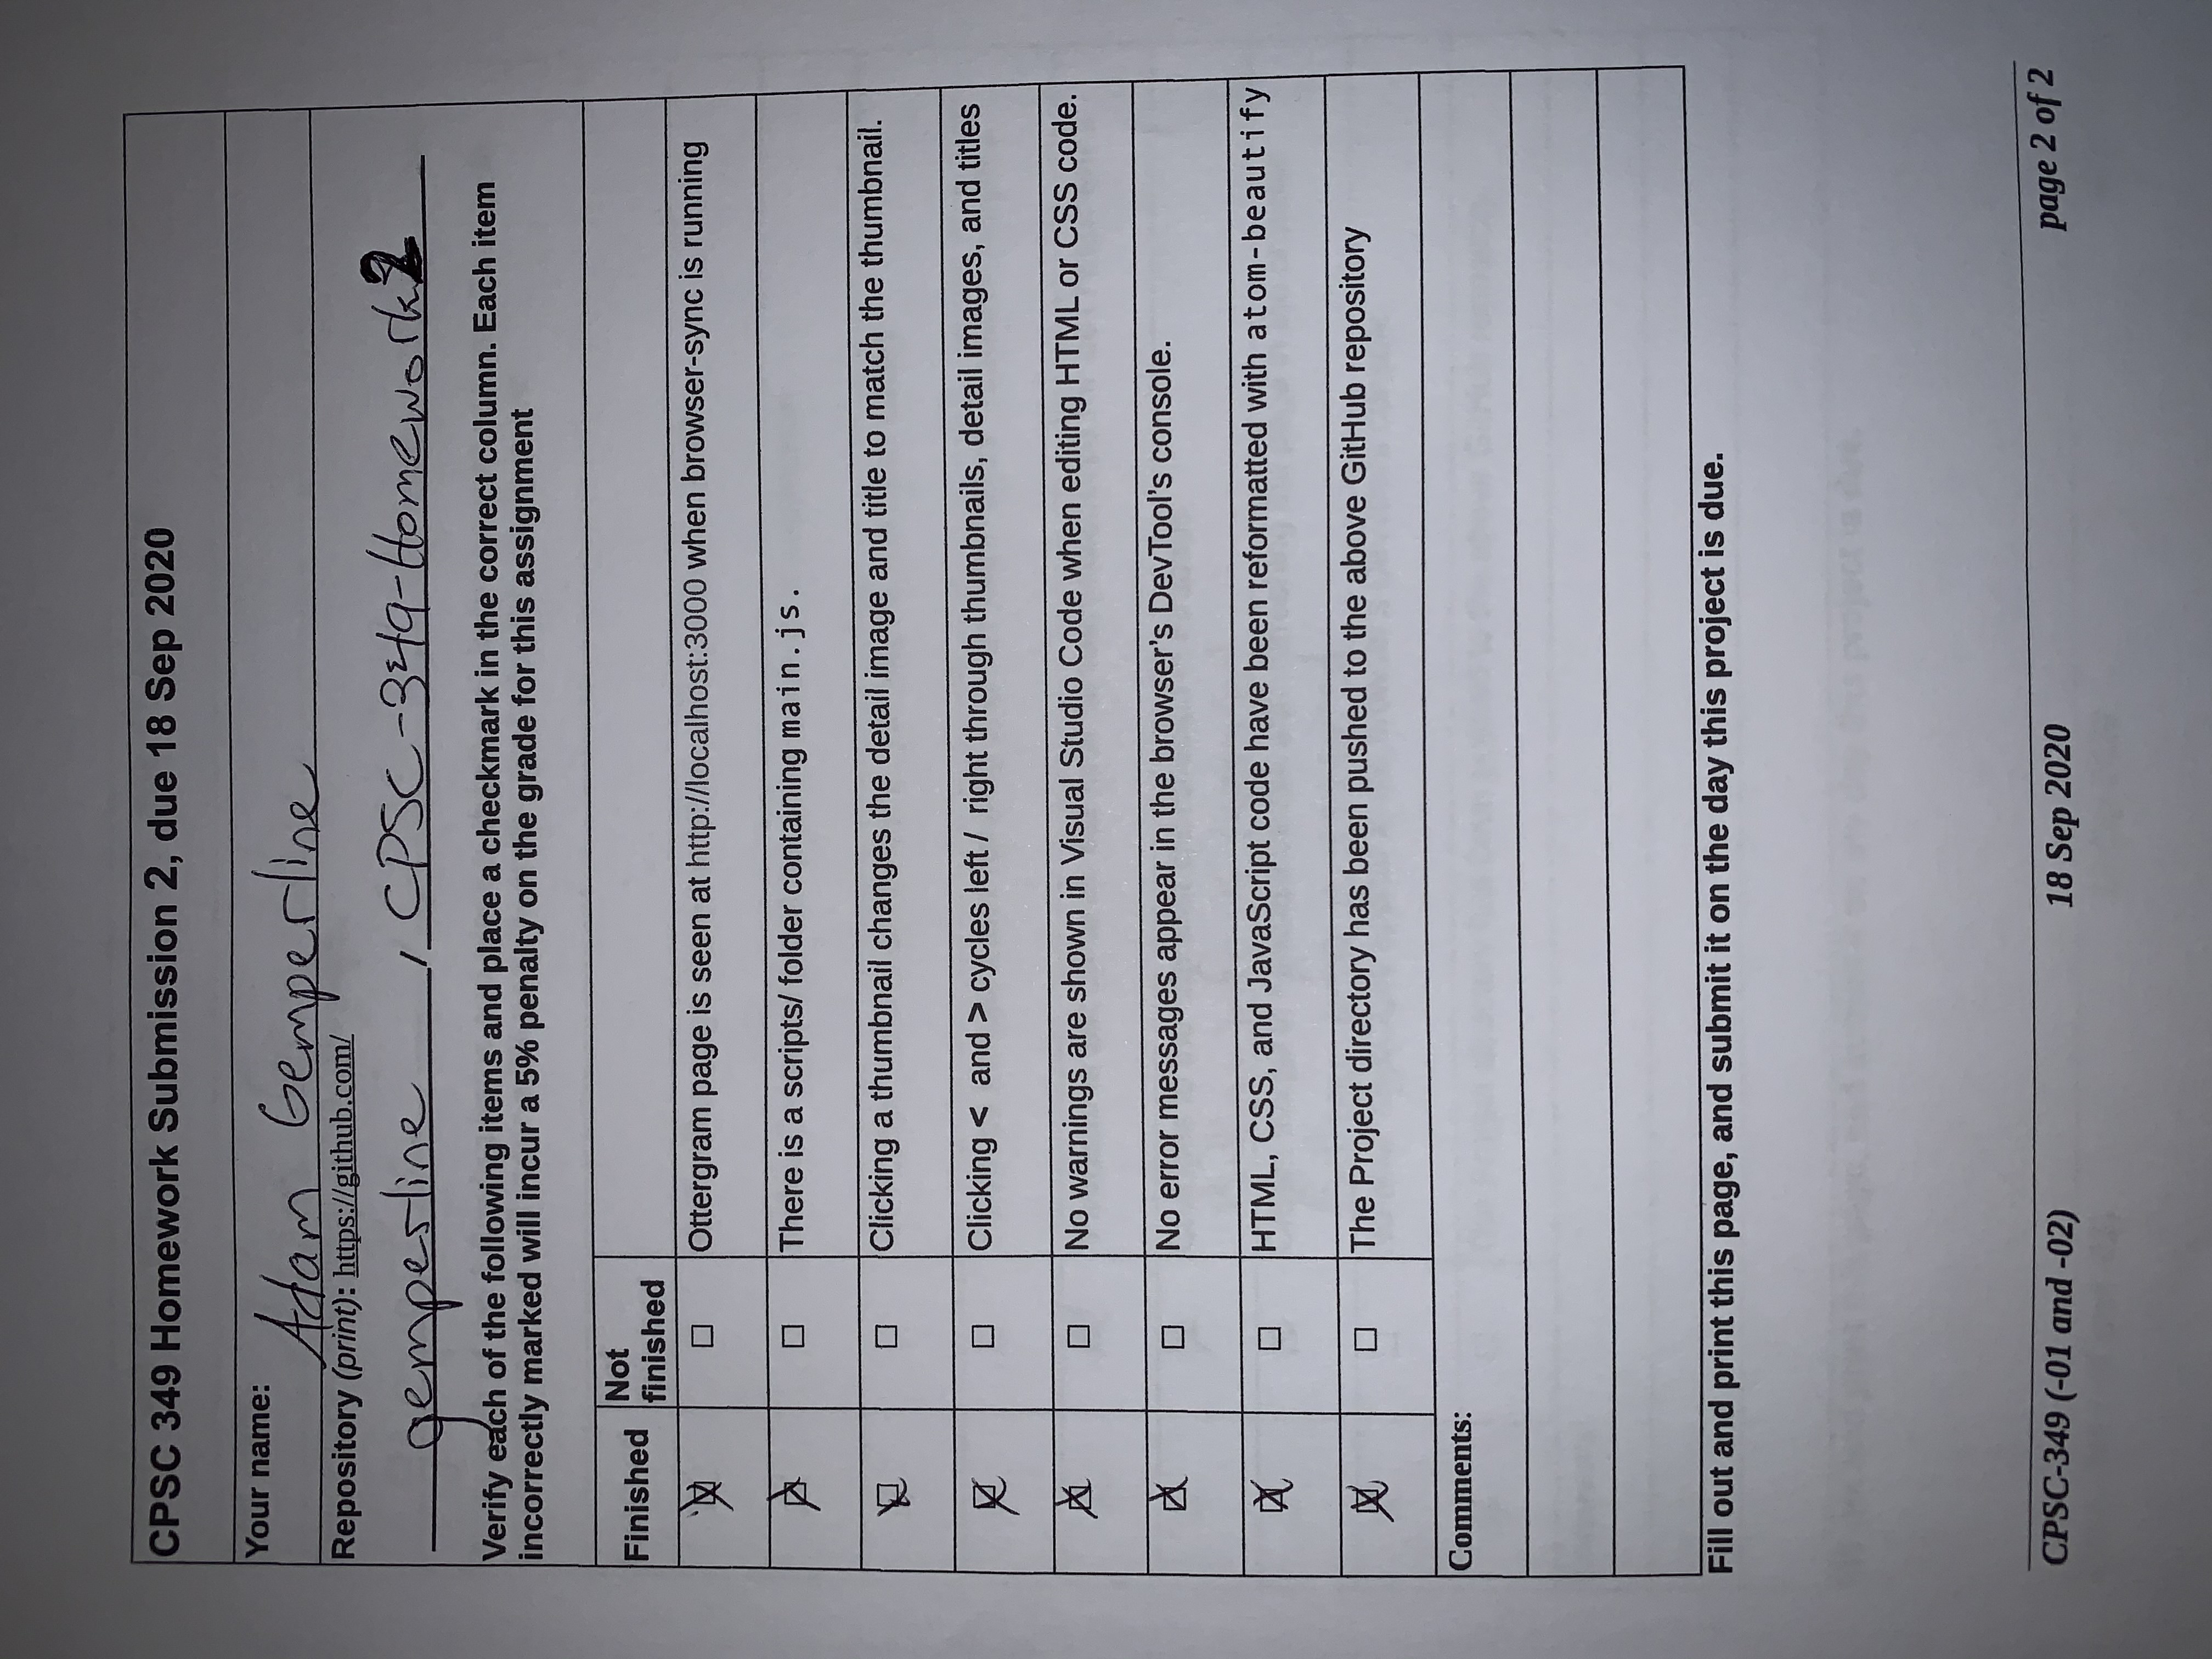 CPSC 349 Homework Submission 2, due 18 Sep 2020
Your name: Adam Gemperline
Repository (print): https://github.com/
gemperline / CPSC-349-Homework2
Verify each of the following items and place a checkmark in the correct column. Each item
incorrectly marked will incur a 5% penalty on the grade for this assignment
Finished
Not
finished
Ottergram page is seen at http://localhost:3000 when browser-sync is running
There is a scripts/ folder containing main.js.
Clicking a thumbnail changes the detail image and title to match the thumbnail.
Clicking < and > cycles left / right through thumbnails, detail images, and titles
No warnings are shown in Visual Studio Code when editing HTML or CSS code.
No error messages appear in the browser's DevTool's console.
HTML, CSS, and JavaScript code have been reformatted with atom-beautify
The Project directory has been pushed to the above GitHub repository
Comments:
Fill out and print this page, and submit it on the day this project is due.
CPSC-349 (-01 and -02) 18 Sep 2020 page 2 of 2